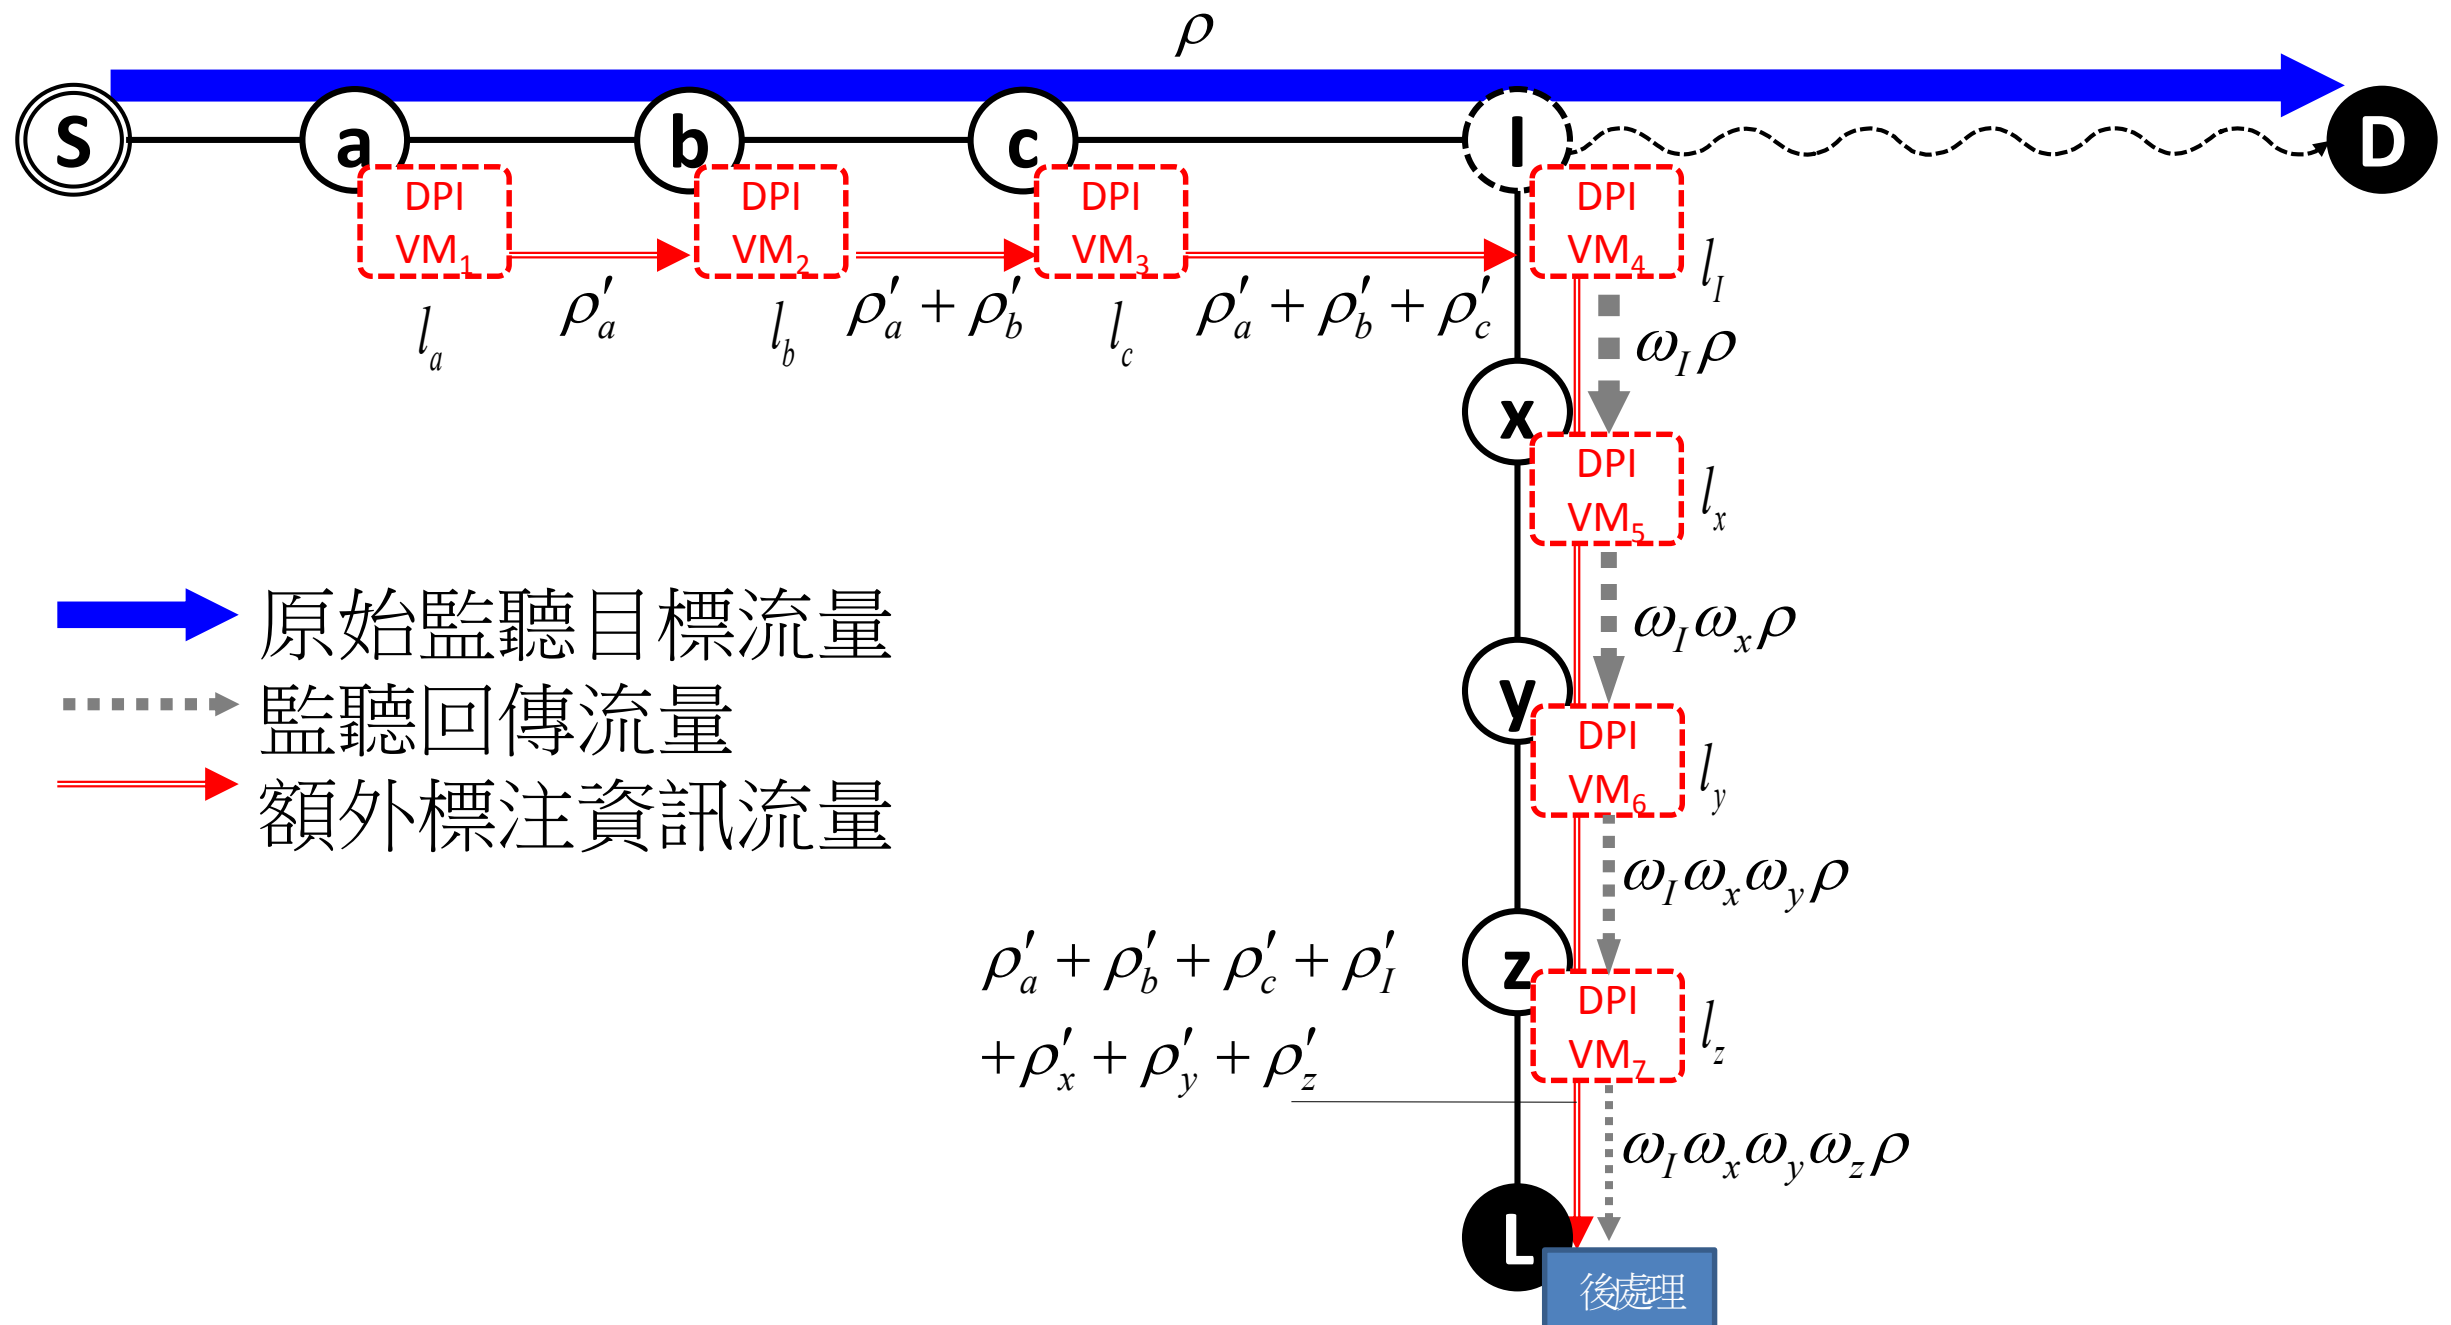 ρ
S a b c I D
DPI VM₁
DPI VM₂
DPI VM₃
DPI VM₄
l_a
ρ′_a
l_b
ρ′_a + ρ′_b
l_c
ρ′_a + ρ′_b + ρ′_c
l_I
ω_I ρ
x
DPI VM₅
l_x
ω_I ω_x ρ
原始監聽目標流量
監聽回傳流量
額外標注資訊流量
y
DPI VM₆
l_y
ω_I ω_x ω_y ρ
z
DPI VM₇
l_z
ρ′_a + ρ′_b + ρ′_c + ρ′_I
+ρ′_x + ρ′_y + ρ′_z
ω_I ω_x ω_y ω_z ρ
L
後處理